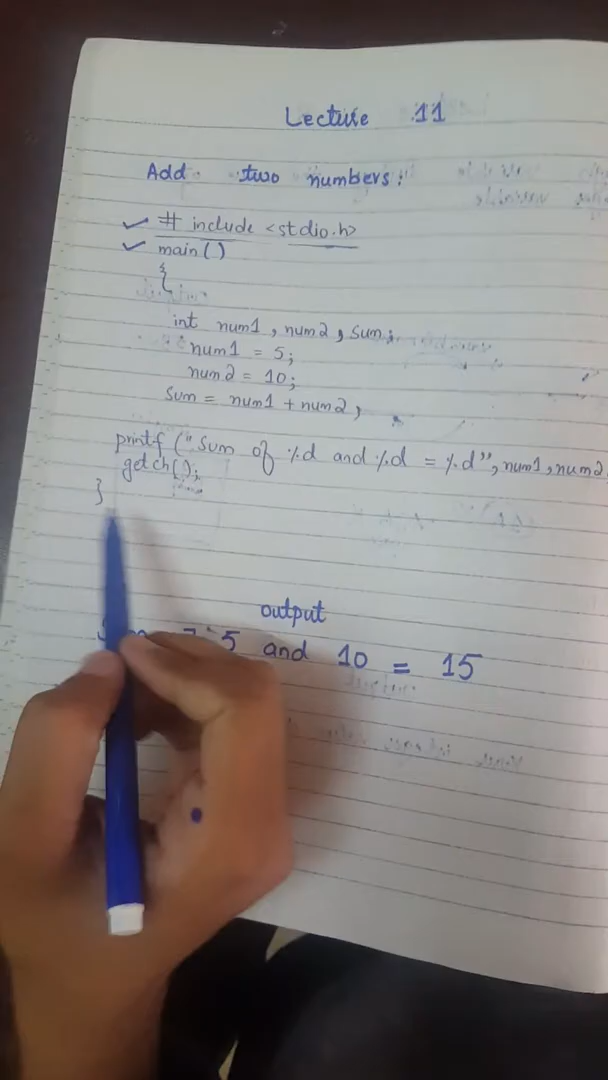 Lecture 11
Add two numbers:
# include <stdio.h>
main()
{
int num1, num2, sum;
num1 = 5;
num2 = 10;
sum = num1 + num2,
printf ("Sum of %d and %d = %d", num1, num2,
getch();
}
output
5 and 10 = 15